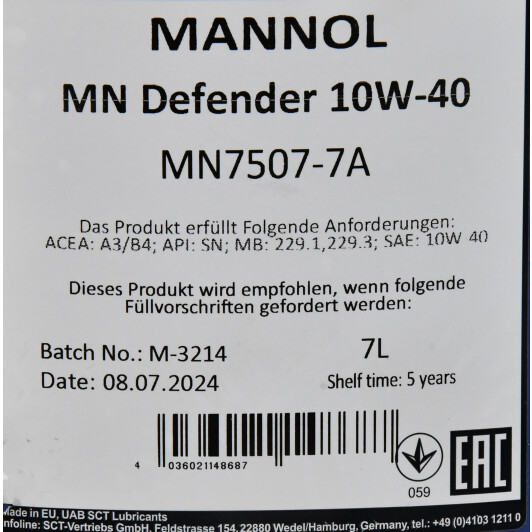 MANNOL
MN Defender 10W-40
MN7507-7A
Das Produkt erfüllt Folgende Anforderungen:
ACEA: A3/B4; API: SN; MB: 229.1,229.3; SAE: 10W 40
Dieses Produkt wird empfohlen, wenn folgende
Füllvorschriften gefordert werden:
Batch No.: M-3214
7L
Date: 08.07.2024
Shelf time: 5 years
4 036021148687
059
EAC
Made in EU, UAB SCT Lubricants
Infoline: SCT-Vertriebs GmbH, Feldstrasse 154, 22880 Wedel/Hamburg, Germany, tel.: +49(0)4103 1211 0